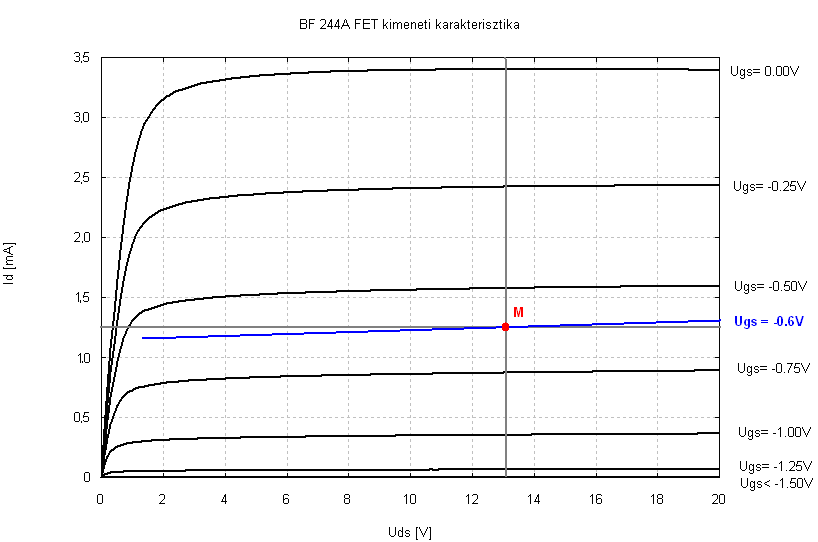 BF 244A FET kimeneti karakterisztika
3,5
Ugs= 0.00V
3,0
2,5
Ugs= -0.25V
2,0
Id [mA]
Ugs= -0.50V
1,5
M
Ugs = -0.6V
1.0
Ugs= -0.75V
0,5
Ugs= -1.00V
Ugs= -1.25V
0
Ugs< -1.50V
0 2 4 6 8 10 12 14 16 18 20
Uds [V]